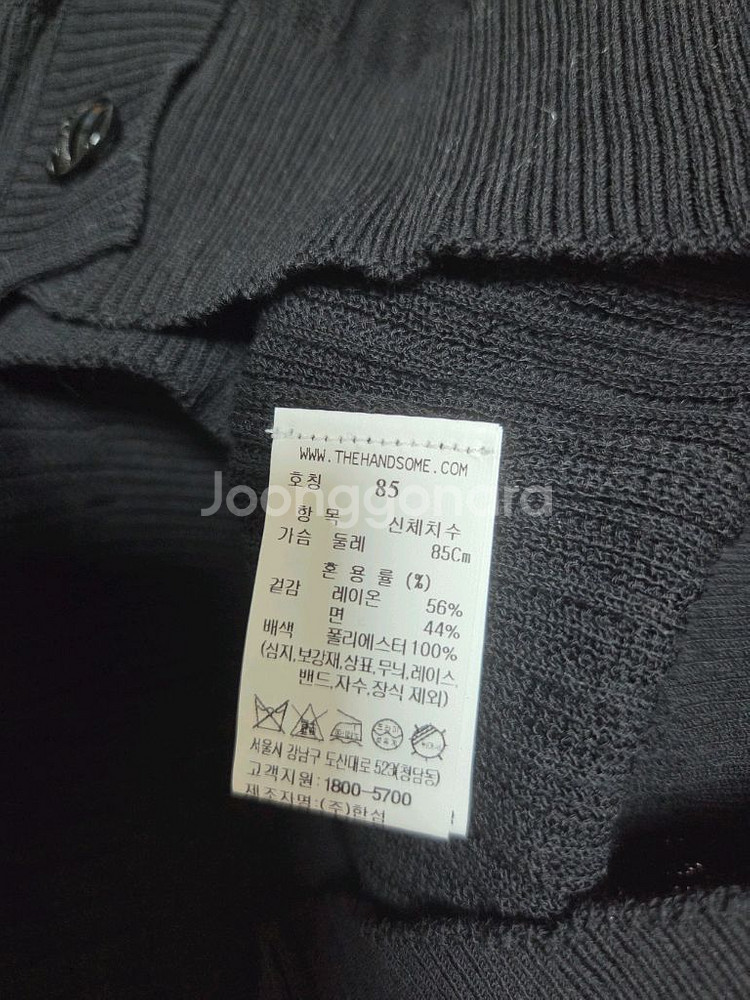 WWW.THEHANDSOME.COM
호칭 85
Joonggonara
항 목 신체치수
가슴 둘레 85Cm
혼 용 률 (%)
겉감 레이온 56%
면 44%
배색 폴리에스터 100%
(심지,보강재,상표,무늬,레이스,
밴드,자수,장식 제외)
서울시 강남구 도산대로 523(청담동)
고객지원:1800-5700
제조자명:(주)한섬